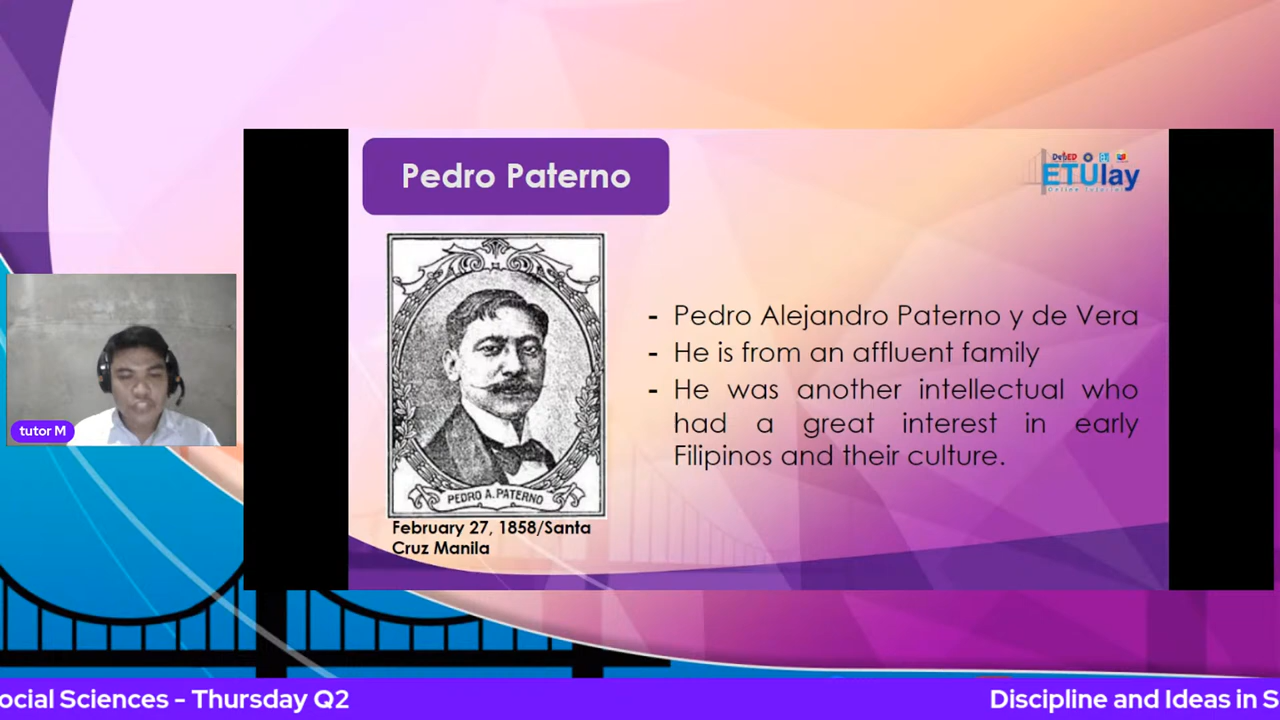 Pedro Paterno
DepED
ETUlay
PEDRO A. PATERNO
February 27, 1858/Santa
Cruz Manila
- Pedro Alejandro Paterno y de Vera
- He is from an affluent family
- He was another intellectual who
had a great interest in early
Filipinos and their culture.
tutor M
ocial Sciences - Thursday Q2
Discipline and Ideas in S